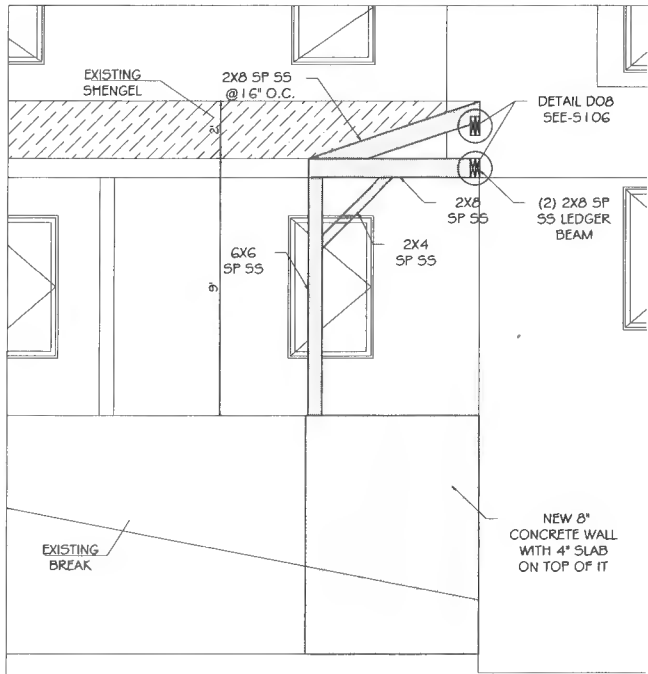 EXISTING
SHENGEL
2X8 SP SS
@16" O.C.
DETAIL D08
SEE-S106
2'
2X8
SP SS
(2) 2X8 SP
SS LEDGER
BEAM
6X6
SP SS
2X4
SP SS
9'
EXISTING
BREAK
NEW 8"
CONCRETE WALL
WITH 4" SLAB
ON TOP OF IT